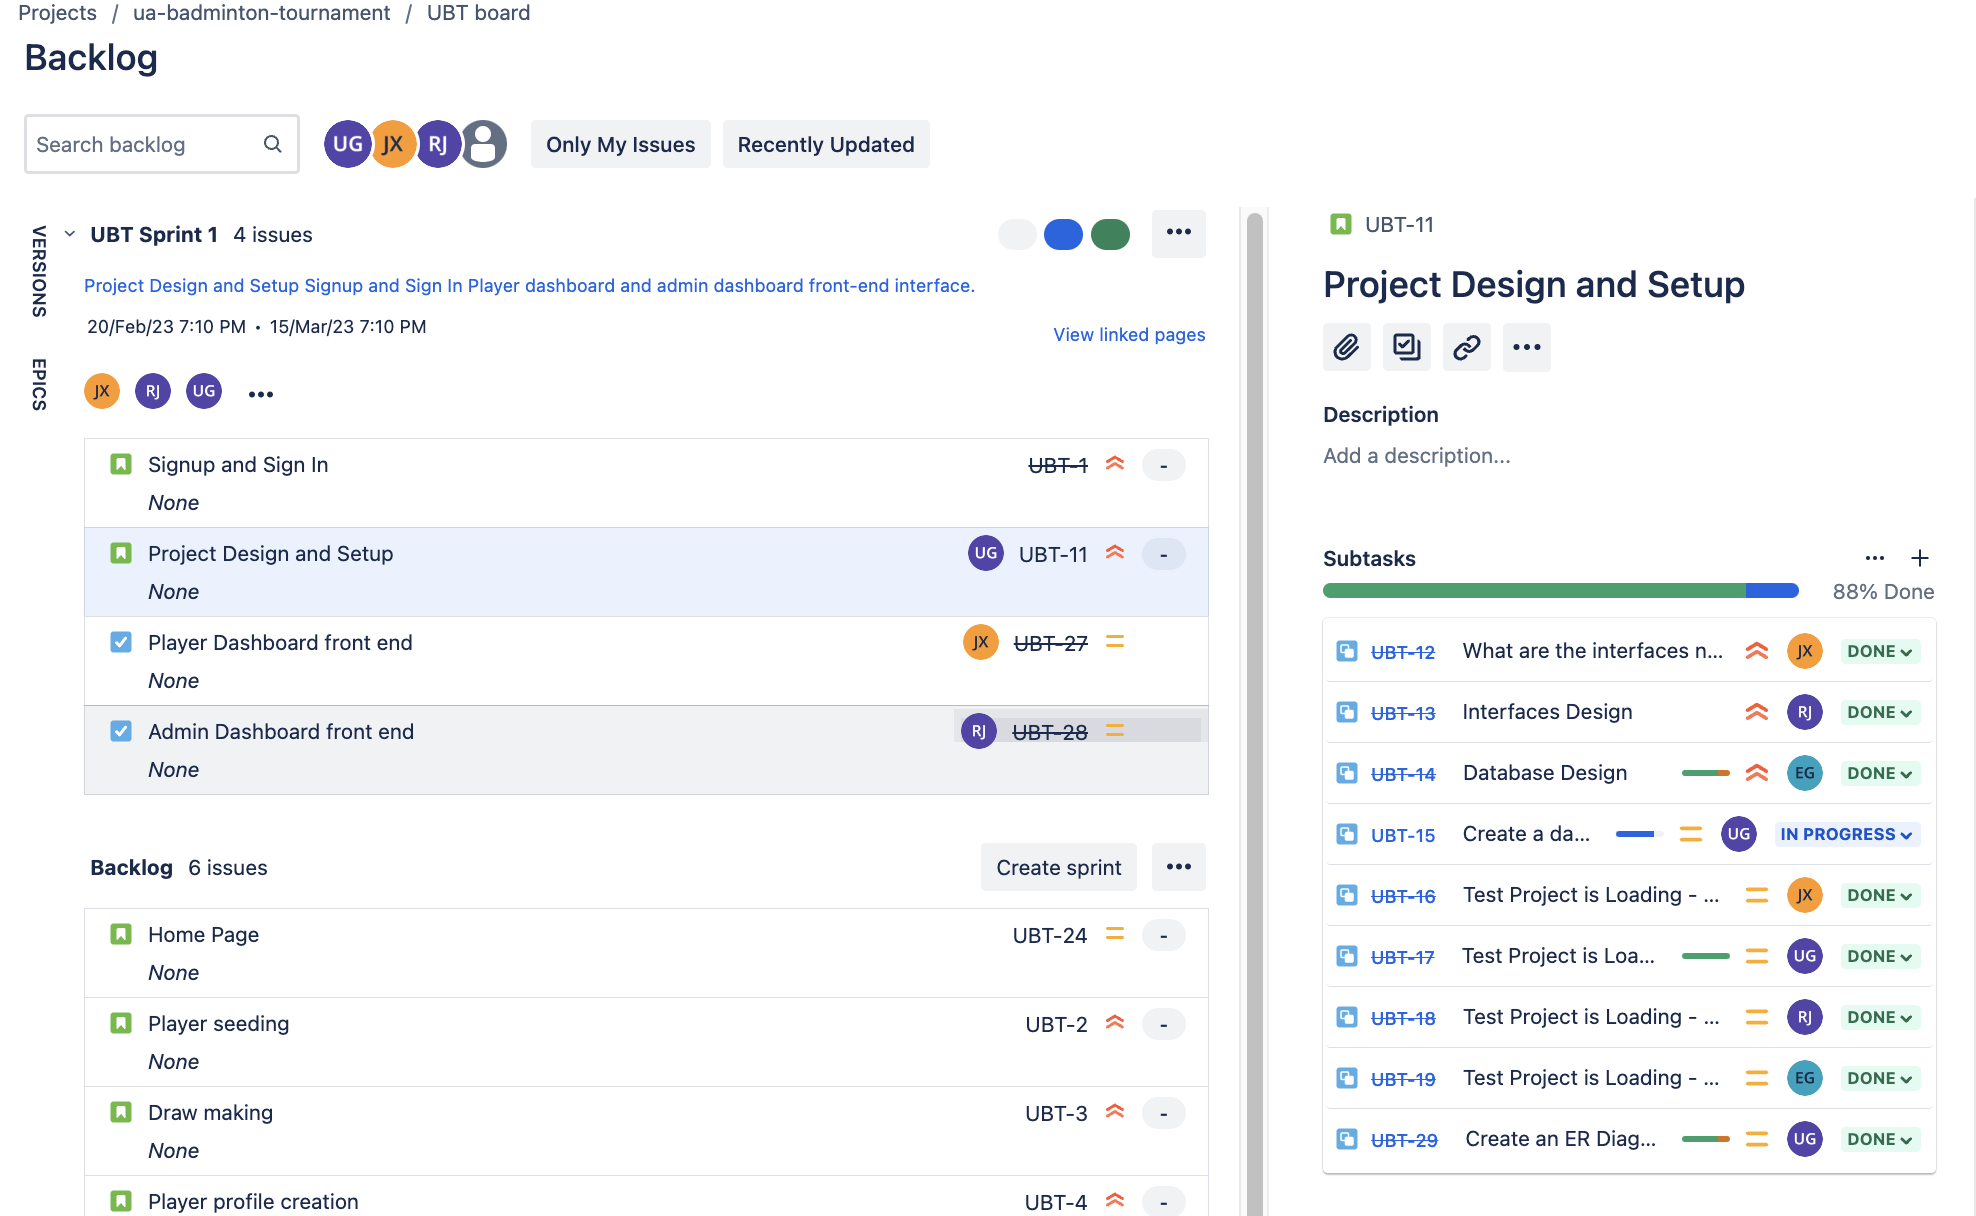 Projects / ua-badminton-tournament / UBT board
Backlog
Search backlog
UG JX RJ
Only My Issues
Recently Updated
VERSIONS
EPICS
UBT Sprint 1 4 issues
Project Design and Setup Signup and Sign In Player dashboard and admin dashboard front-end interface.
20/Feb/23 7:10 PM • 15/Mar/23 7:10 PM
View linked pages
JX RJ UG
Signup and Sign In UBT-1 -
None
Project Design and Setup UG UBT-11 -
None
Player Dashboard front end JX UBT-27
None
Admin Dashboard front end RJ UBT-28
None
Backlog 6 issues
Create sprint
Home Page UBT-24 -
None
Player seeding UBT-2 -
None
Draw making UBT-3 -
None
Player profile creation UBT-4 -
UBT-11
Project Design and Setup
Description
Add a description...
Subtasks
88% Done
UBT-12 What are the interfaces n... JX DONE
UBT-13 Interfaces Design RJ DONE
UBT-14 Database Design EG DONE
UBT-15 Create a da... UG IN PROGRESS
UBT-16 Test Project is Loading - ... JX DONE
UBT-17 Test Project is Loa... UG DONE
UBT-18 Test Project is Loading - ... RJ DONE
UBT-19 Test Project is Loading - ... EG DONE
UBT-29 Create an ER Diag... UG DONE